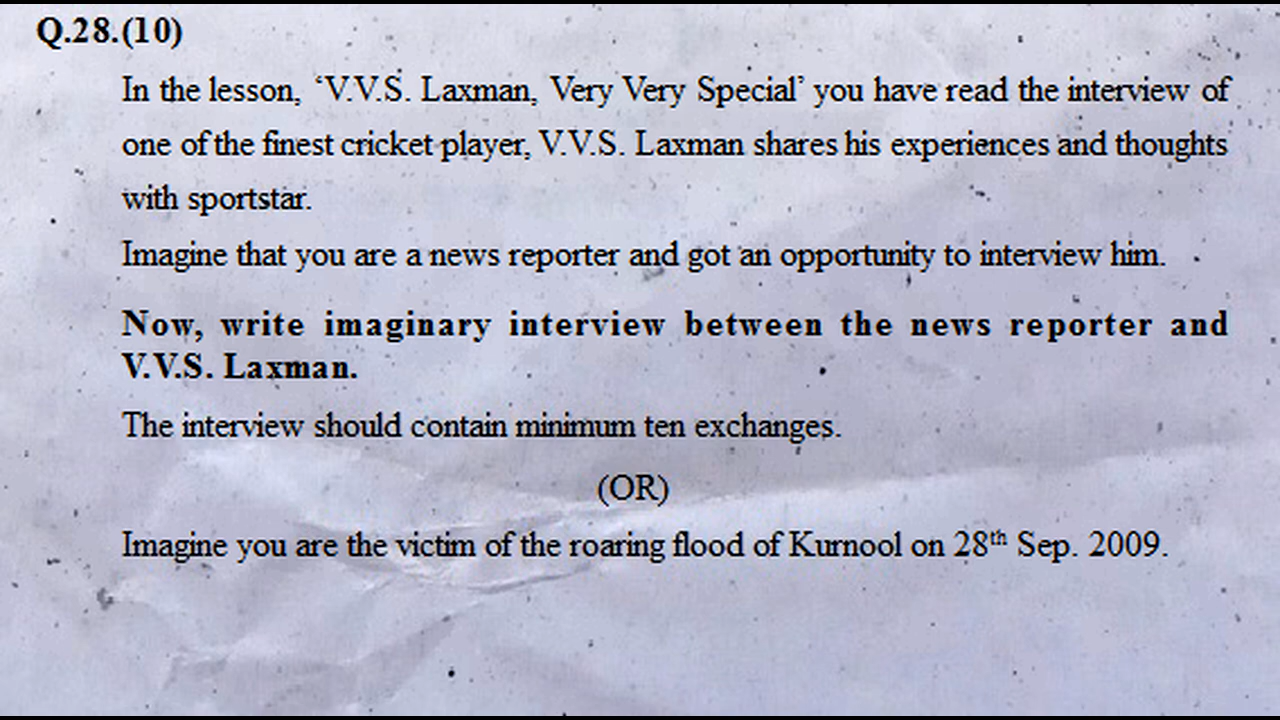 Q.28.(10)
In the lesson, ‘V.V.S. Laxman, Very Very Special’ you have read the interview of
one of the finest cricket player, V.V.S. Laxman shares his experiences and thoughts
with sportstar.
Imagine that you are a news reporter and got an opportunity to interview him.
Now, write imaginary interview between the news reporter and
V.V.S. Laxman.
The interview should contain minimum ten exchanges.
(OR)
Imagine you are the victim of the roaring flood of Kurnool on 28th Sep. 2009.